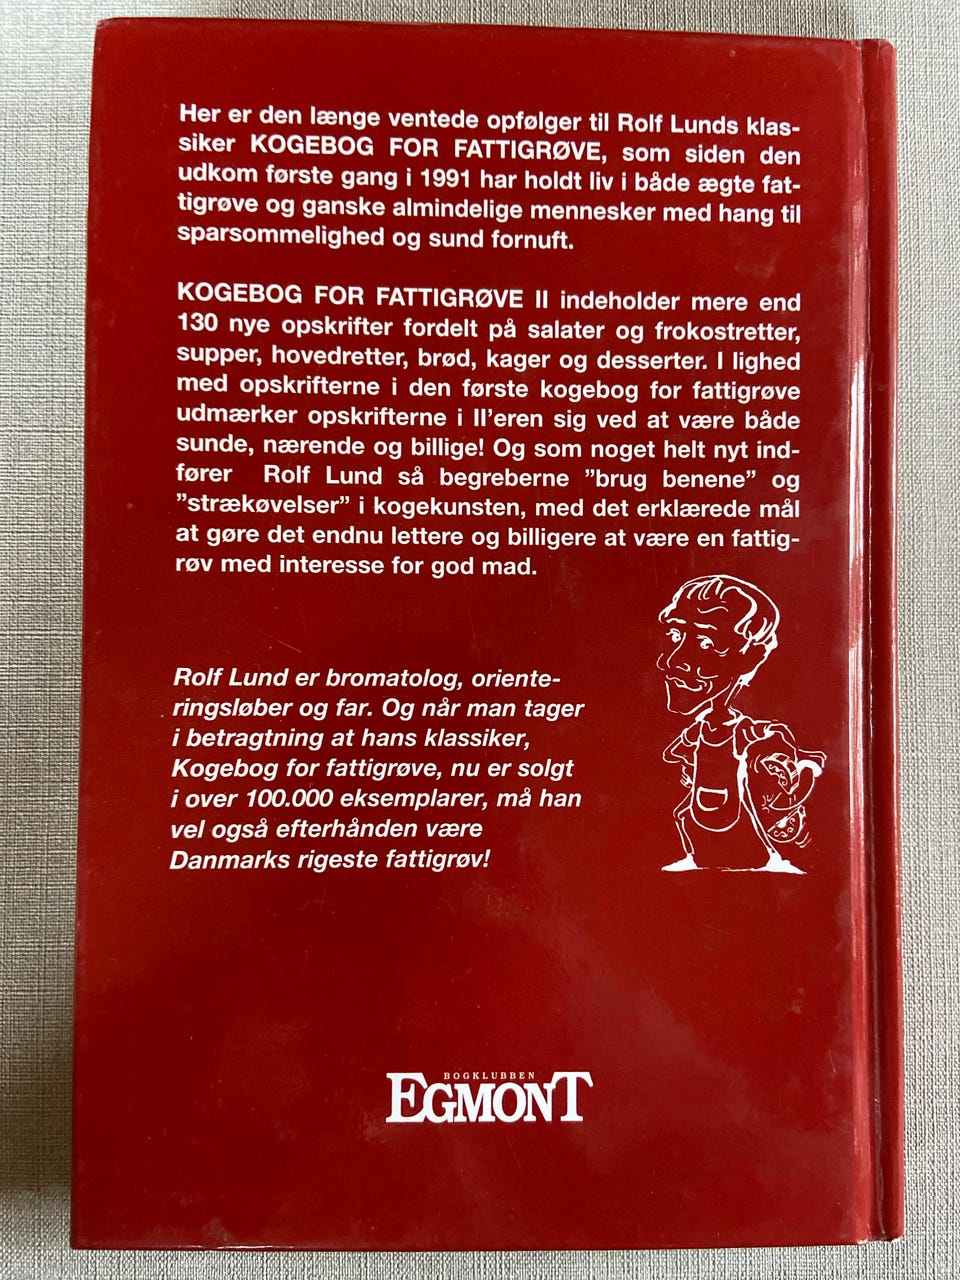 Her er den længe ventede opfølger til Rolf Lunds klas-
siker KOGEBOG FOR FATTIGRØVE, som siden den
udkom første gang i 1991 har holdt liv i både ægte fat-
tigrøve og ganske almindelige mennesker med hang til
sparsommelighed og sund fornuft.
KOGEBOG FOR FATTIGRØVE II indeholder mere end
130 nye opskrifter fordelt på salater og frokostretter,
supper, hovedretter, brød, kager og desserter. I lighed
med opskrifterne i den første kogebog for fattigrøve
udmærker opskrifterne i II'eren sig ved at være både
sunde, nærende og billige! Og som noget helt nyt ind-
fører Rolf Lund så begreberne ”brug benene” og
”strækøvelser” i kogekunsten, med det erklærede mål
at gøre det endnu lettere og billigere at være en fattig-
røv med interesse for god mad.
Rolf Lund er bromatolog, oriente-
ringsløber og far. Og når man tager
i betragtning at hans klassiker,
Kogebog for fattigrøve, nu er solgt
i over 100.000 eksemplarer, må han
vel også efterhånden være
Danmarks rigeste fattigrøv!
BOGKLUBBEN
EGMONT